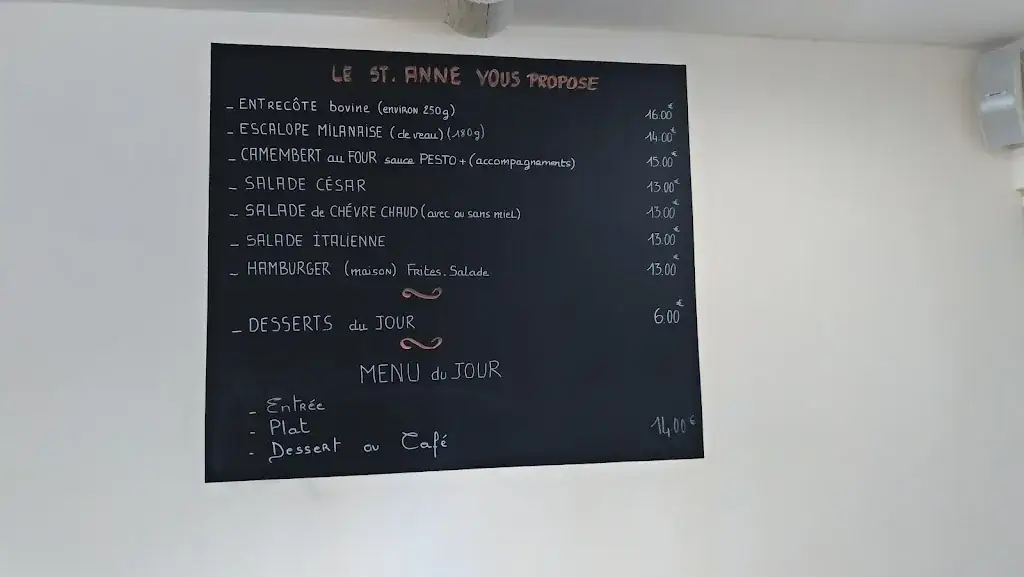 LE ST. ANNE VOUS PROPOSE
- ENTRECÔTE bovine (environ 250g) 16.00€
- ESCALOPE MILANAISE (de veau) (180g) 14.00€
- CAMEMBERT au FOUR sauce PESTO + (accompagnements) 15.00€
- SALADE CÉSAR 13.00€
- SALADE de CHÉVRE CHAUD (avec ou sans miel) 13.00€
- SALADE İTALIENNE 13.00€
- HAMBURGER (maison) Frites. Salade 13.00€
- DESSERTS du JOUR 6.00€
MENU du JOUR
- Entrée
- Plat 14,00€
- Dessert ou Café